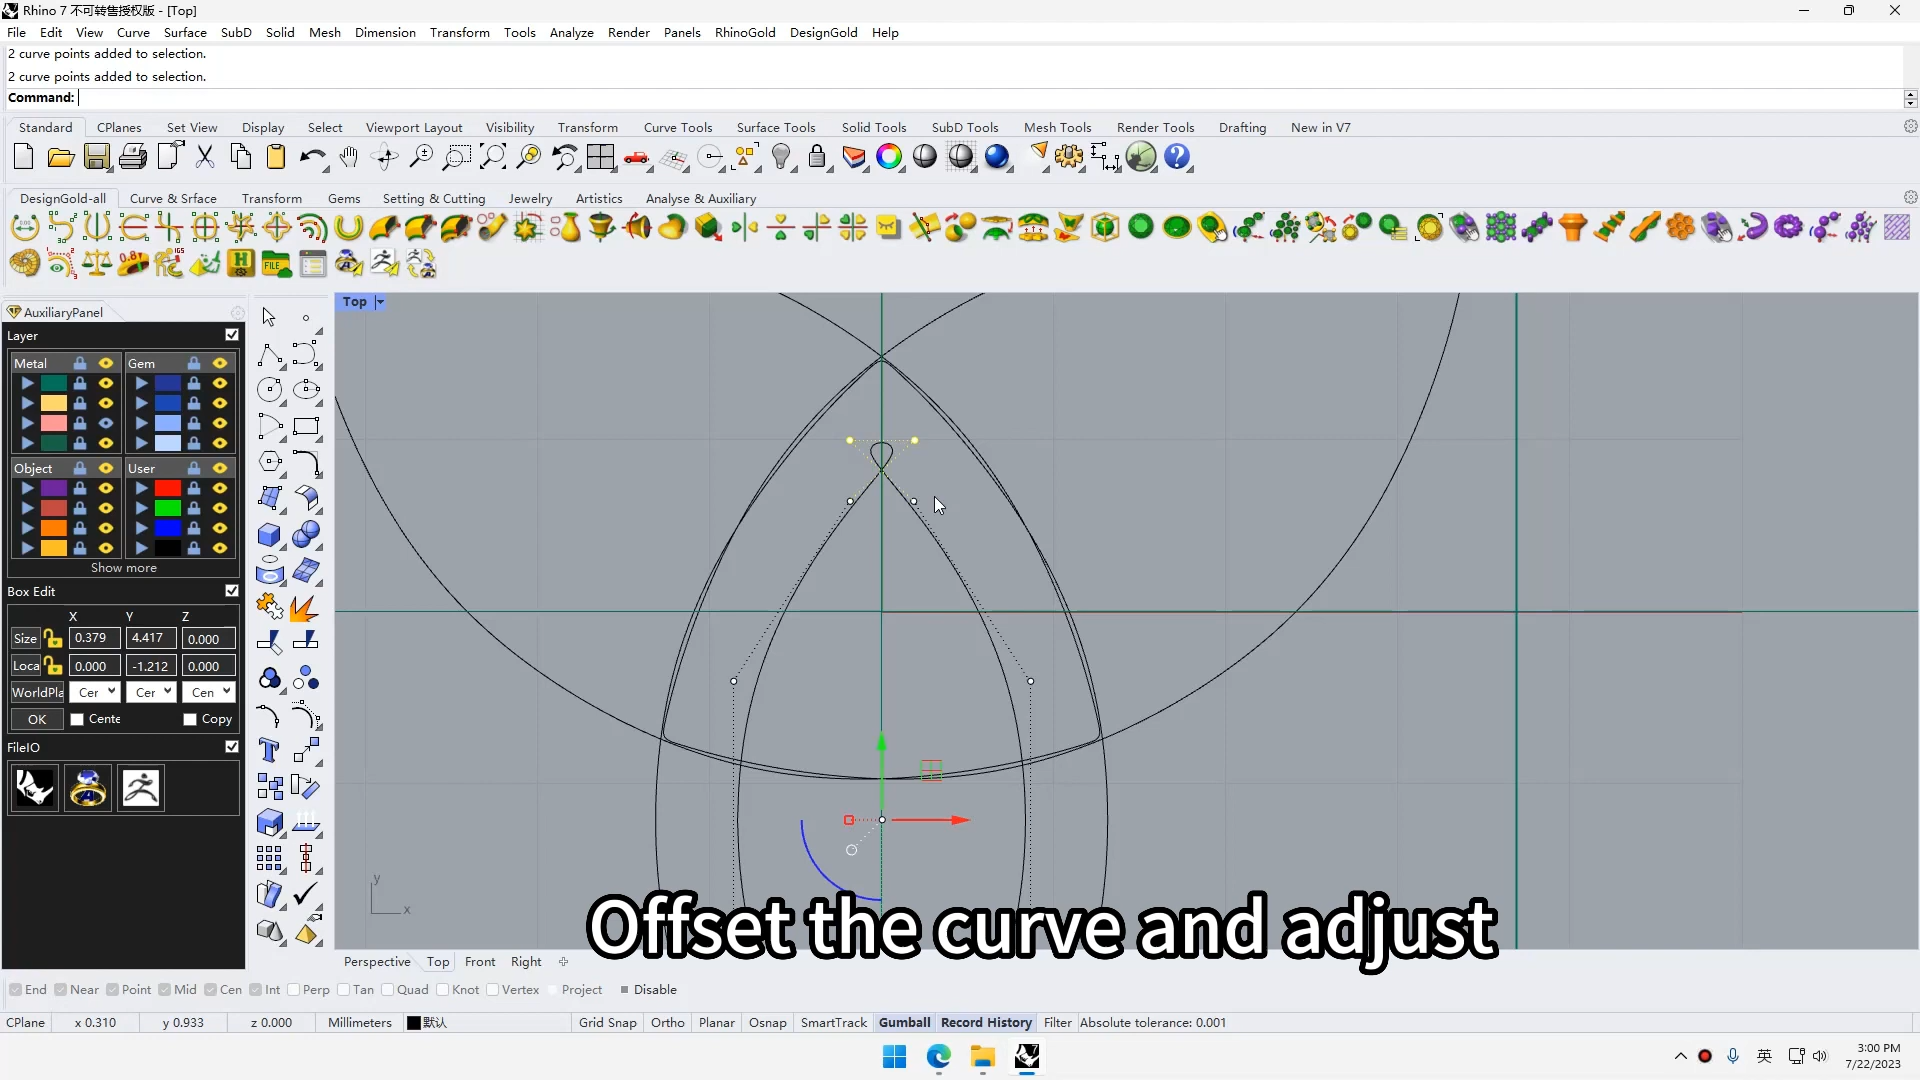 Rhino 7 不可转售授权版 - [Top]
File Edit View Curve Surface SubD Solid Mesh Dimension Transform Tools Analyze Render Panels RhinoGold DesignGold Help
2 curve points added to selection.
2 curve points added to selection.
Command:
Standard CPlanes Set View Display Select Viewport Layout Visibility Transform Curve Tools Surface Tools Solid Tools SubD Tools Mesh Tools Render Tools Drafting New in V7
DesignGold-all Curve & Srface Transform Gems Setting & Cutting Jewelry Artistics Analyse & Auxiliary
AuxiliaryPanel
Layer
Metal Gem
Object User
Show more
Box Edit
X Y Z
Size 0.379 4.417 0.000
Loca 0.000 -1.212 0.000
WorldPla Cer Cer Cen
OK Cente Copy
FileIO
Top
y
x
Offset the curve and adjust
Perspective Top Front Right
End Near Point Mid Cen Int Perp Tan Quad Knot Vertex Project Disable
CPlane x 0.310 y 0.933 z 0.000 Millimeters 默认 Grid Snap Ortho Planar Osnap SmartTrack Gumball Record History Filter Absolute tolerance: 0.001
英
3:00 PM
7/22/2023